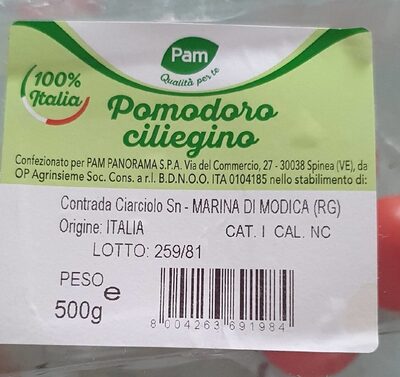 Pam
Qualità per te
100%
Italia
Pomodoro
ciliegino
Confezionato per PAM PANORAMA S.P.A. Via del Commercio, 27 - 30038 Spinea (VE), da
OP Agrinsieme Soc. Cons. a r.l. B.D.N.O.O. ITA 0104185 nello stabilimento di:
Contrada Ciarciolo Sn - MARINA DI MODICA (RG)
Origine: ITALIA CAT. I CAL. NC
LOTTO: 259/81
PESO
500g e
8 004263 691984